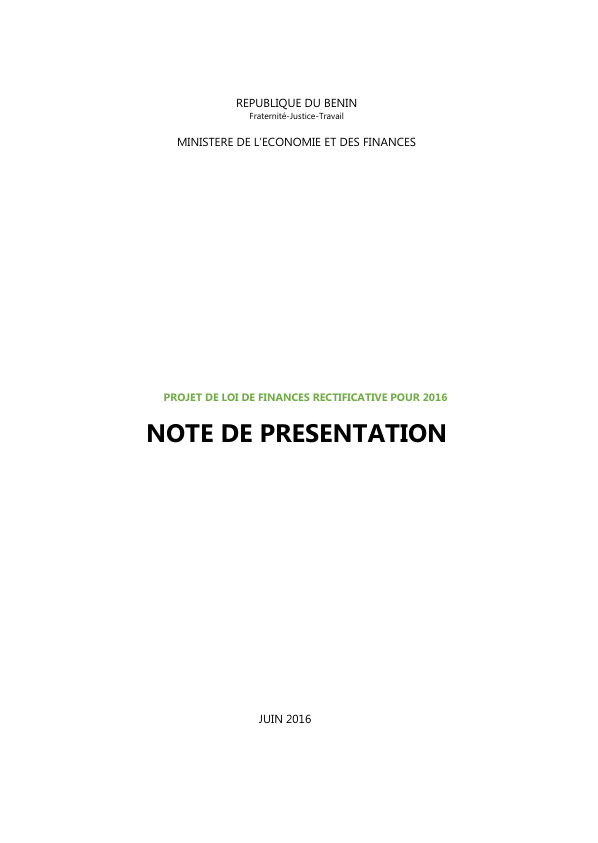 REPUBLIQUE DU BENIN
Fraternité-Justice-Travail
MINISTERE DE L'ECONOMIE ET DES FINANCES
PROJET DE LOI DE FINANCES RECTIFICATIVE POUR 2016
NOTE DE PRESENTATION
JUIN 2016